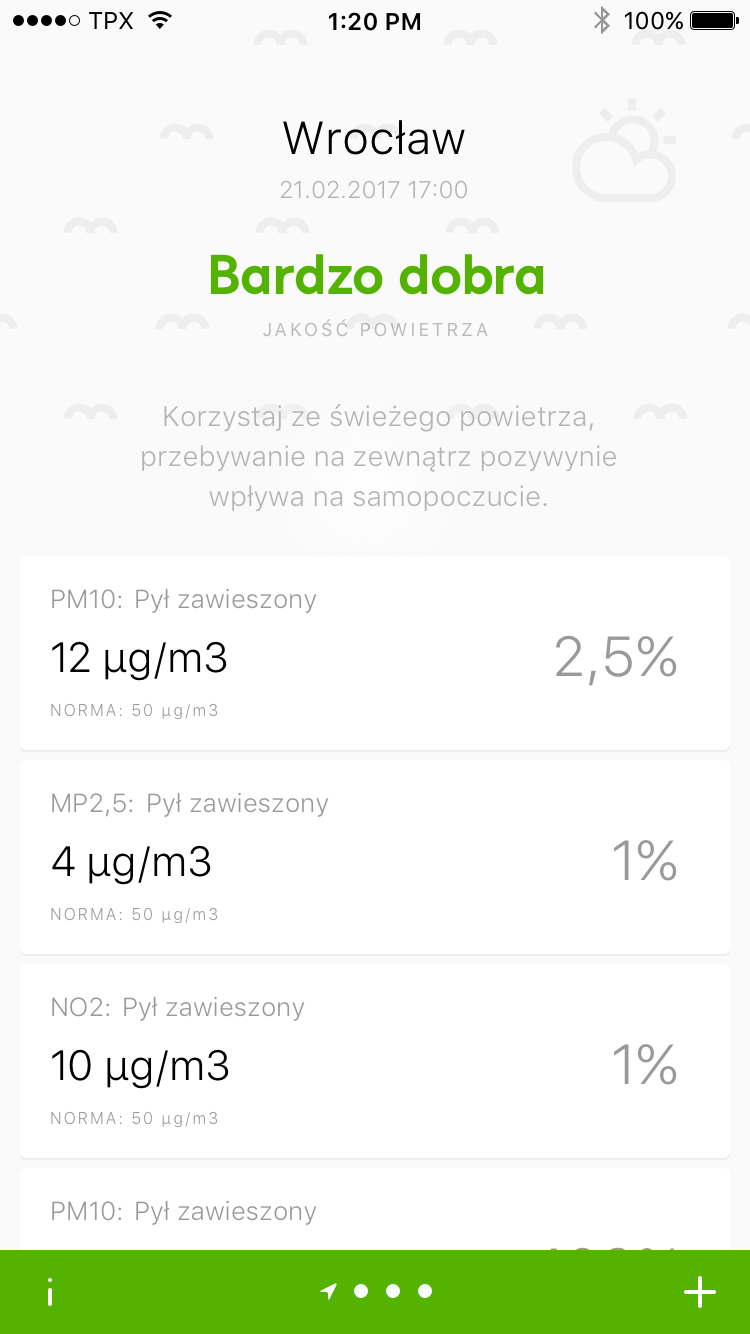 TPX
1:20 PM
100%
Wrocław
21.02.2017 17:00
Bardzo dobra
JAKOŚĆ POWIETRZA
Korzystaj ze świeżego powietrza,
przebywanie na zewnątrz pozywynie
wpływa na samopoczucie.
PM10: Pył zawieszony
12 µg/m3
2,5%
NORMA: 50 µg/m3
MP2,5: Pył zawieszony
4 µg/m3
1%
NORMA: 50 µg/m3
NO2: Pył zawieszony
10 µg/m3
1%
NORMA: 50 µg/m3
PM10: Pył zawieszony